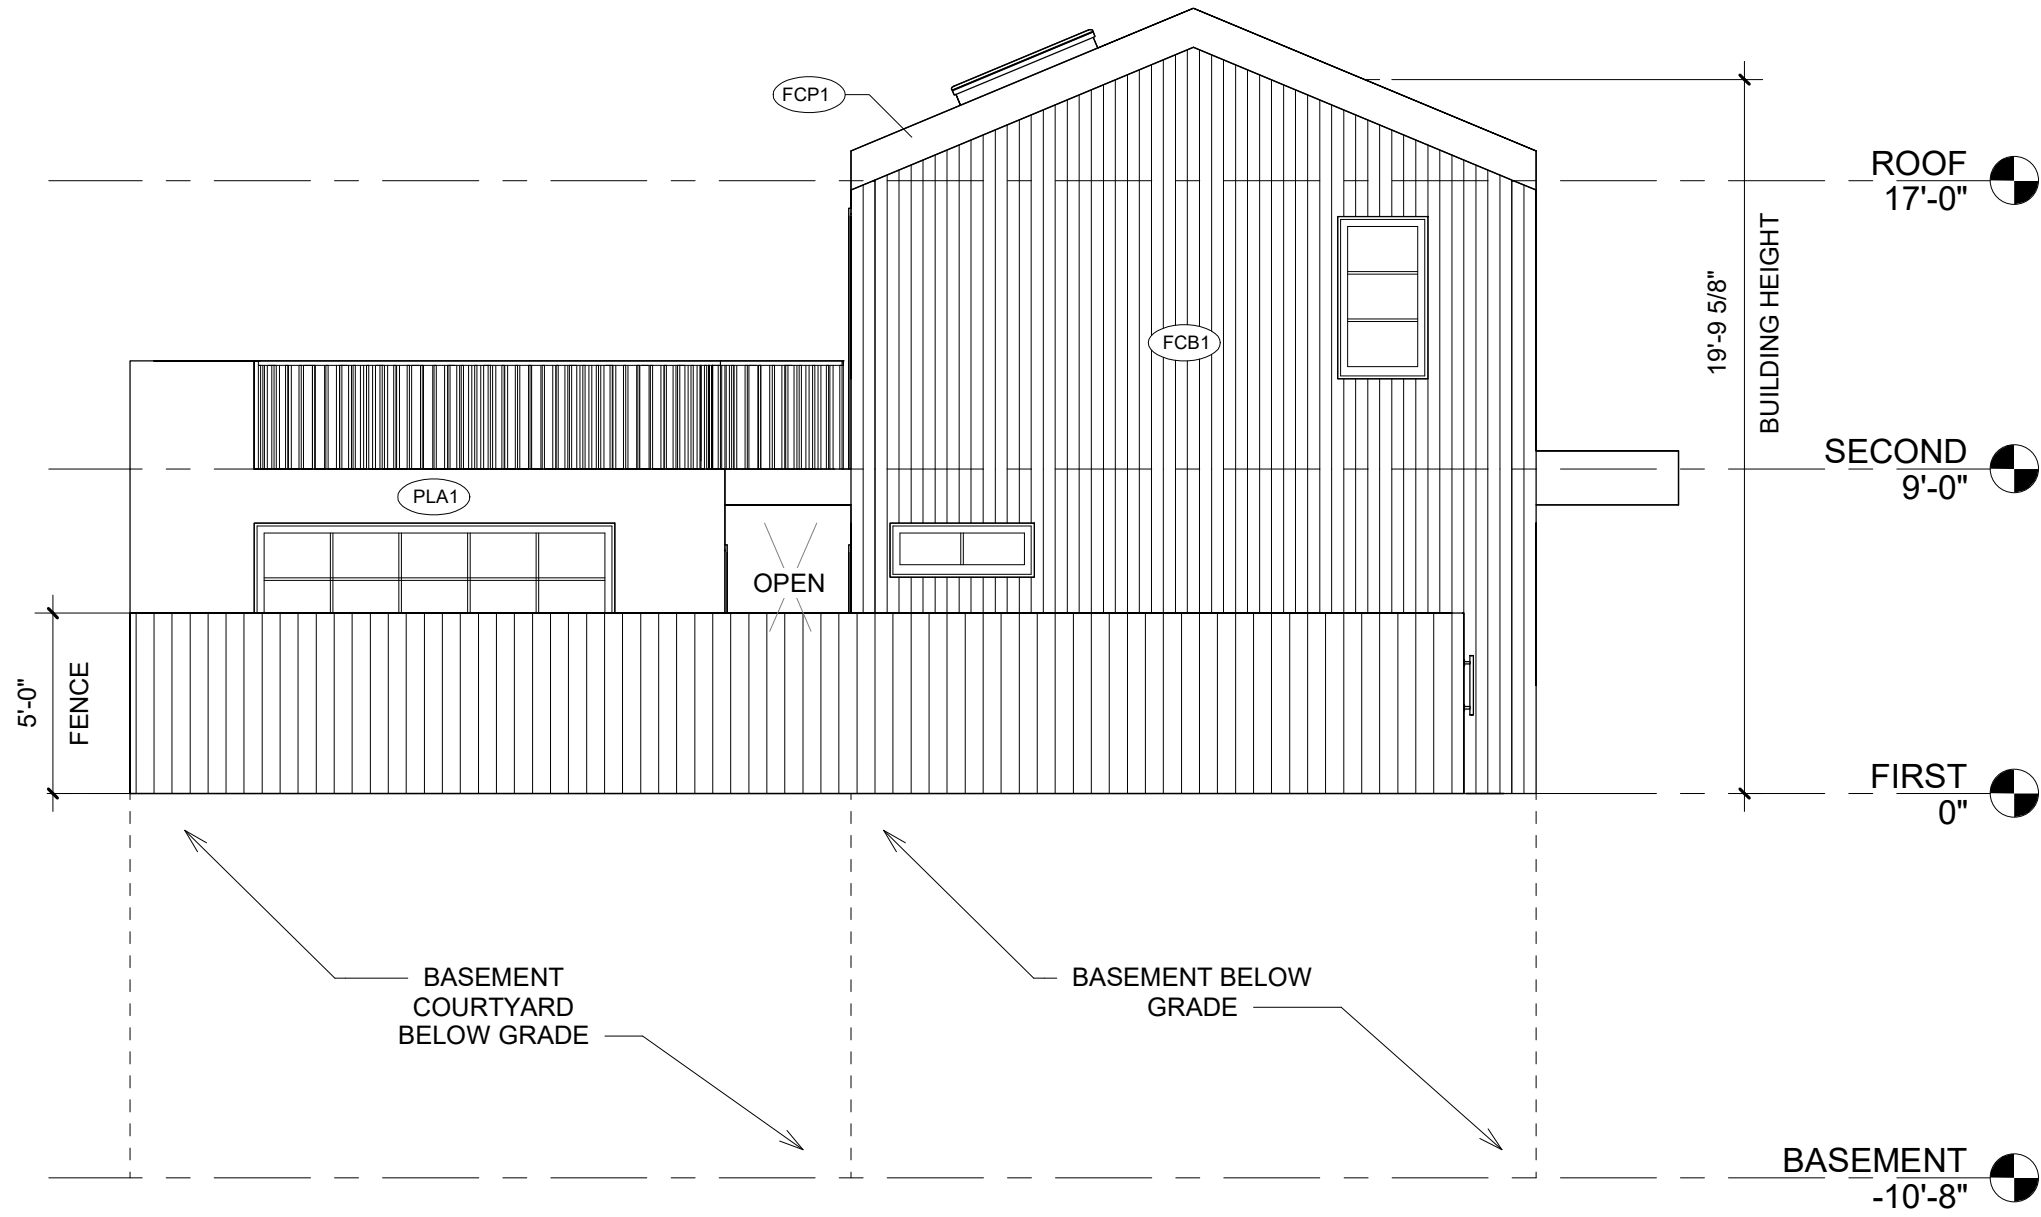 FCP1
ROOF
17'-0"
BUILDING HEIGHT
19'-9 5/8"
FCB1
SECOND
9'-0"
PLA1
OPEN
5'-0"
FENCE
FIRST
0"
BASEMENT
COURTYARD
BELOW GRADE
BASEMENT BELOW
GRADE
BASEMENT
-10'-8"